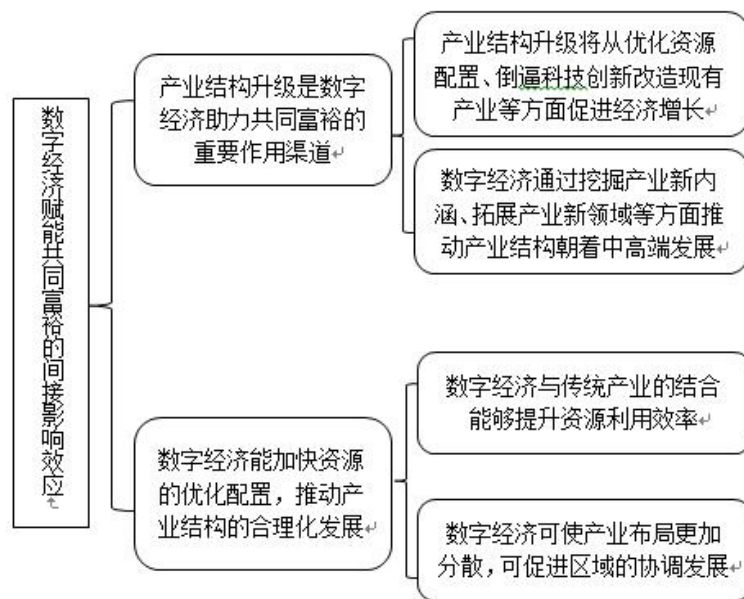 数字经济赋能共同富裕的间接影响效应
产业结构升级是数字
经济助力共同富裕的
重要作用渠道
产业结构升级将从优化资源
配置、倒逼科技创新改造现有
产业等方面促进经济增长
数字经济通过挖掘产业新内
涵、拓展产业新领域等方面推
动产业结构朝着中高端发展
数字经济能加快资源
的优化配置，推动产
业结构的合理化发展
数字经济与传统产业的结合
能够提升资源利用效率
数字经济可使产业布局更加
分散，可促进区域的协调发展